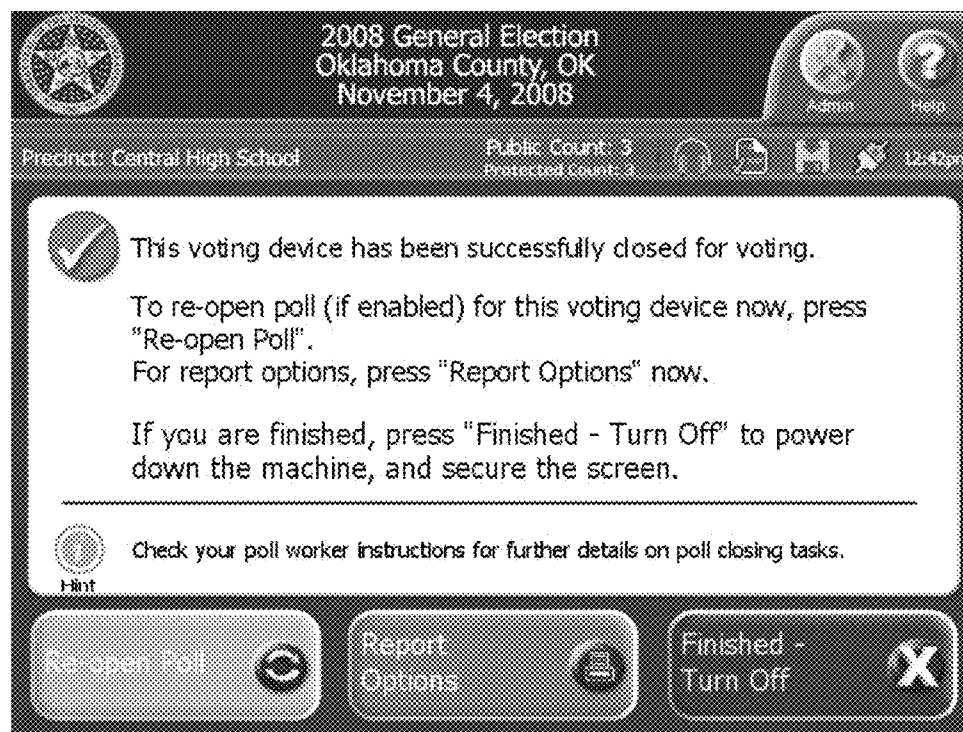 2008 General Election
Oklahoma County, OK
November 4, 2008
Admin
Help
Precinct: Central High School
Public Count: 3
Protected Count: 3
12:42pm
This voting device has been successfully closed for voting.
To re-open poll (if enabled) for this voting device now, press
"Re-open Poll".
For report options, press "Report Options" now.
If you are finished, press "Finished - Turn Off" to power
down the machine, and secure the screen.
Hint
Check your poll worker instructions for further details on poll closing tasks.
Re-open Poll
Report
Options
Finished -
Turn Off